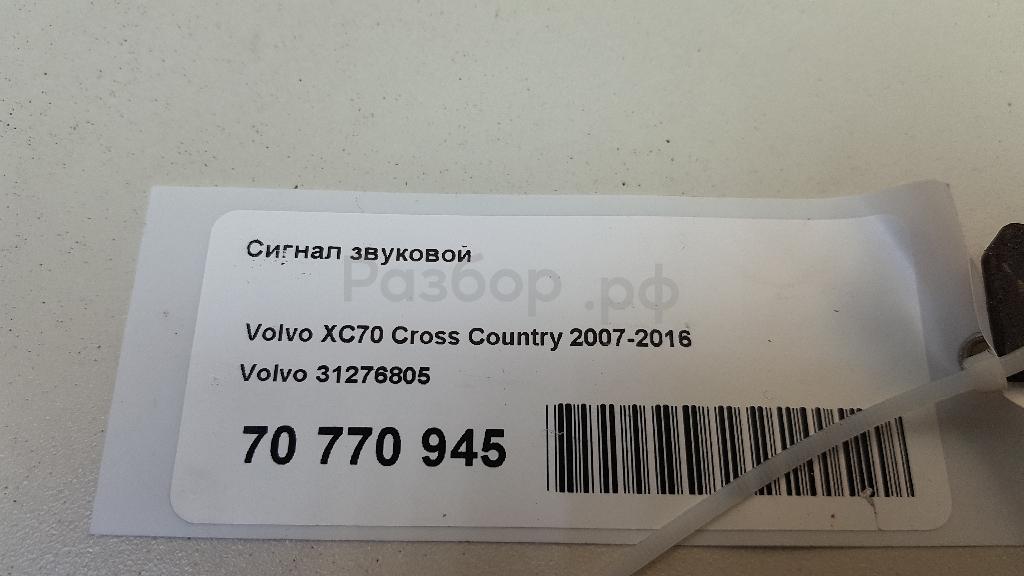 Сигнал звуковой
Разбор.рф
Volvo XC70 Cross Country 2007-2016
Volvo 31276805
70 770 945